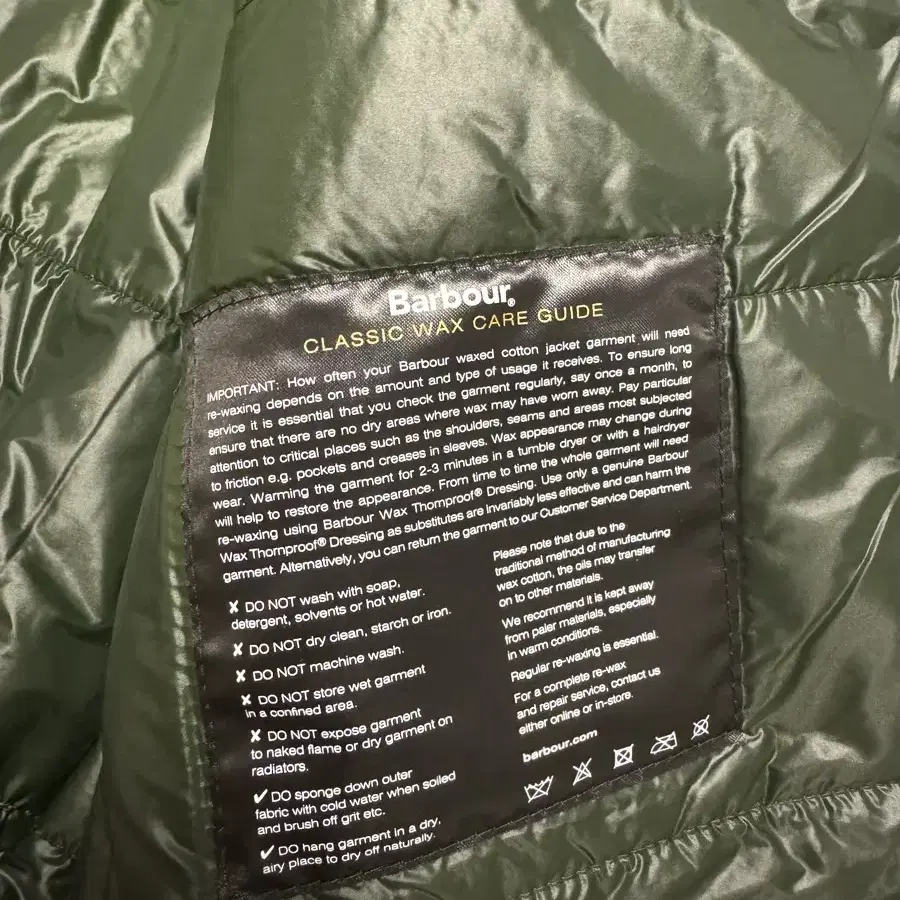 Barbour®
CLASSIC WAX CARE GUIDE
IMPORTANT: How often your Barbour waxed cotton jacket garment will need
re-waxing depends on the amount and type of usage it receives. To ensure long
service it is essential that you check the garment regularly, say once a month, to
ensure that there are no dry areas where wax may have worn away. Pay particular
attention to critical places such as the shoulders, seams and areas most subjected
to friction e.g. pockets and creases in sleeves. Wax appearance may change during
wear. Warming the garment for 2-3 minutes in a tumble dryer or with a hairdryer
will help to restore the appearance. From time to time the whole garment will need
re-waxing using Barbour Wax Thornproof® Dressing. Use only a genuine Barbour
Wax Thornproof® Dressing as substitutes are invariably less effective and can harm the
garment. Alternatively, you can return the garment to our Customer Service Department.
✘ DO NOT wash with soap,
detergent, solvents or hot water.
✘ DO NOT dry clean, starch or iron.
✘ DO NOT machine wash.
✘ DO NOT store wet garment
in a confined area.
✘ DO NOT expose garment
to naked flame or dry garment on
radiators.
✔ DO sponge down outer
fabric with cold water when soiled
and brush off grit etc.
✔ DO hang garment in a dry,
airy place to dry off naturally.
Please note that due to the
traditional method of manufacturing
wax cotton, the oils may transfer
on to other materials.
We recommend it is kept away
from paler materials, especially
in warm conditions.
Regular re-waxing is essential.
For a complete re-wax
and repair service, contact us
either online or in-store.
barbour.com